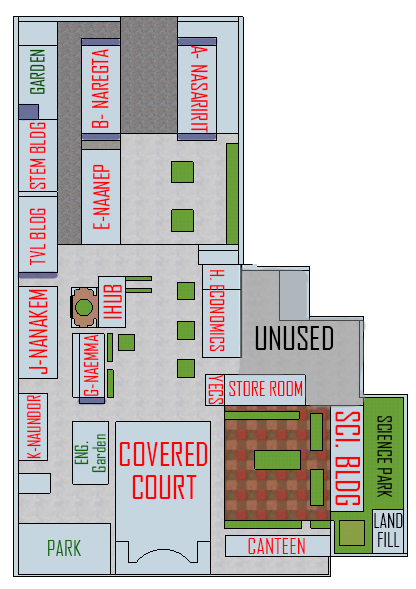 GARDEN
B- NAREGTA
A- NASARIRIT
STEM BLDG
E-NAANEP
TVL BLDG
H. ECONOMICS
J-NANAKEM
IHUB
UNUSED
G-NAEMMA
YECS
STORE ROOM
K-NAUNDOR
ENG.
Garden
COVERED
COURT
SCI. BLDG
SCIENCE PARK
PARK
CANTEEN
LAND
FILL